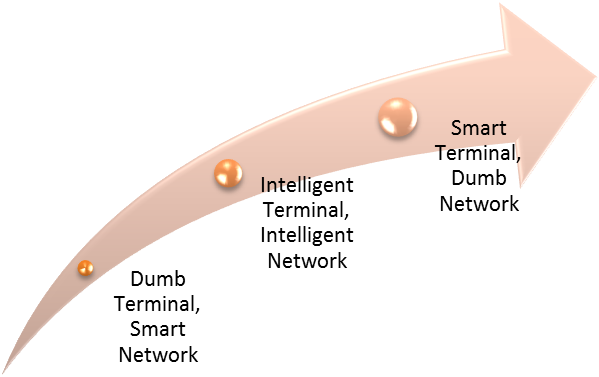 Dumb
Terminal,
Smart
Network
Intelligent
Terminal,
Intelligent
Network
Smart
Terminal,
Dumb
Network